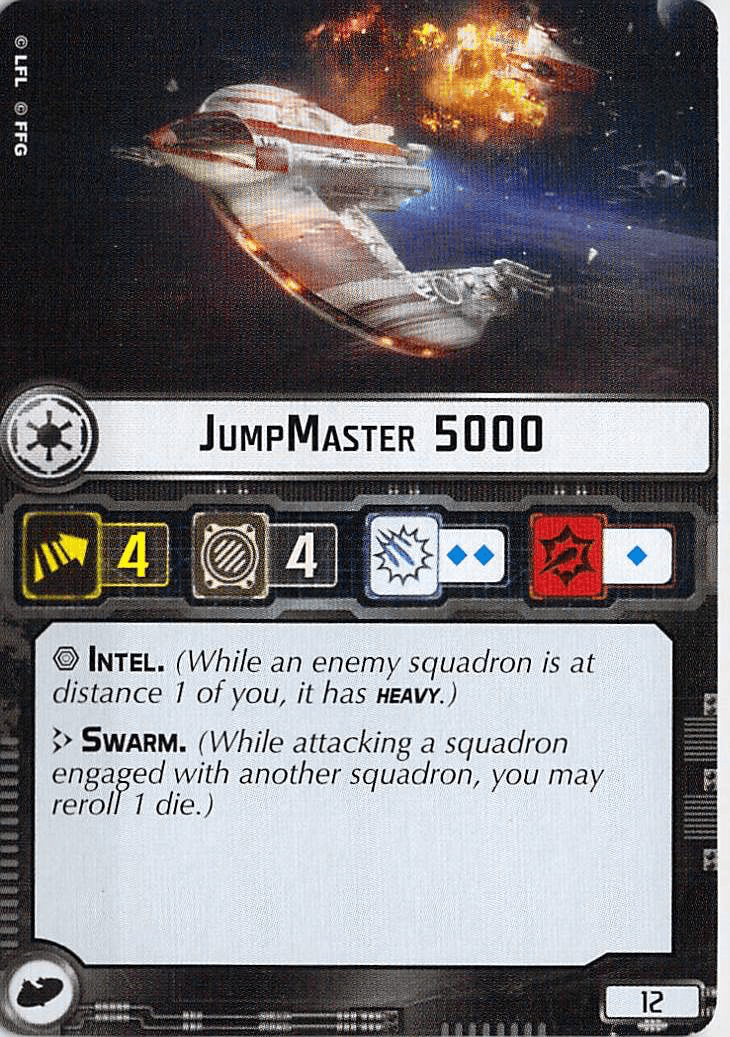 © LFL © FFG
JumpMaster 5000
4
4
Intel. (While an enemy squadron is at
distance 1 of you, it has HEAVY.)
Swarm. (While attacking a squadron
engaged with another squadron, you may
reroll 1 die.)
12